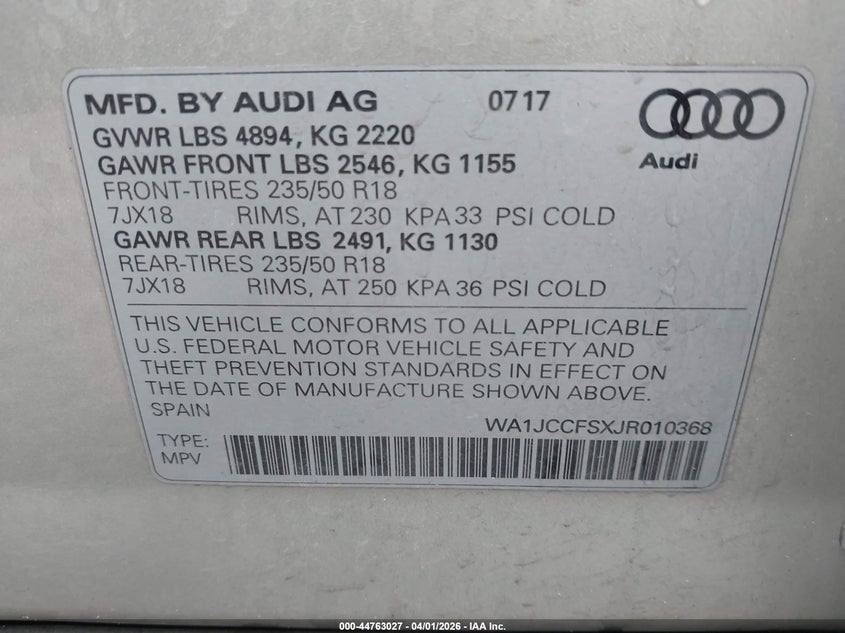 MFD. BY AUDI AG 0717
GVWR LBS 4894, KG 2220
GAWR FRONT LBS 2546, KG 1155
Audi
FRONT-TIRES 235/50 R18
7JX18 RIMS, AT 230 KPA 33 PSI COLD
GAWR REAR LBS 2491, KG 1130
REAR-TIRES 235/50 R18
7JX18 RIMS, AT 250 KPA 36 PSI COLD
THIS VEHICLE CONFORMS TO ALL APPLICABLE
U.S. FEDERAL MOTOR VEHICLE SAFETY AND
THEFT PREVENTION STANDARDS IN EFFECT ON
THE DATE OF MANUFACTURE SHOWN ABOVE.
SPAIN
WA1JCCFSXJR010368
TYPE:
MPV
000-44763027 - 04/01/2026 - IAA Inc.